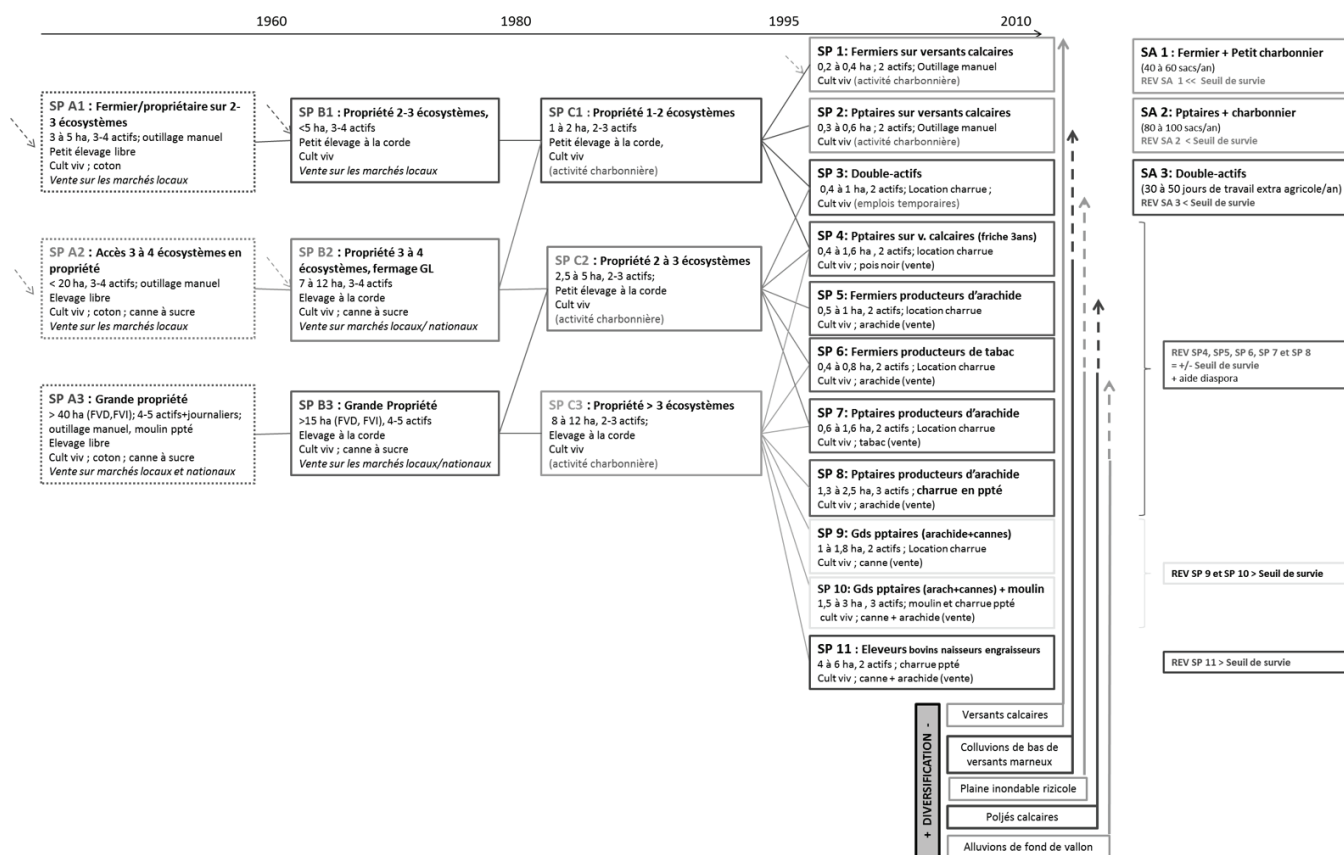 1960
1980
1995
2010
SP A1 : Fermier/propriétaire sur 2-
3 écosystèmes
3 à 5 ha, 3-4 actifs; outillage manuel
Petit élevage libre
Cult viv ; coton
Vente sur les marchés locaux
SP A2 : Accès 3 à 4 écosystèmes en
propriété
< 20 ha, 3-4 actifs; outillage manuel
Elevage libre
Cult viv ; coton; canne à sucre
Vente sur les marchés locaux
SP A3 : Grande propriété
> 40 ha (FVD,FVI); 4-5 actifs+journaliers;
outillage manuel, moulin ppté
Elevage libre
Cult viv ; coton; canne à sucre
Vente sur marchés locaux et nationaux
SP B1 : Propriété 2-3 écosystèmes,
<5 ha, 3-4 actifs
Petit élevage à la corde
Cult viv
Vente sur les marchés locaux
SP B2 : Propriété 3 à 4
écosystèmes, fermage GL
7 à 12 ha, 3-4 actifs
Elevage à la corde
Cult viv ; canne à sucre
Vente sur marchés locaux/ nationaux
SP B3 : Grande Propriété
>15 ha (FVD, FVI), 4-5 actifs
Elevage à la corde
Cult viv ; canne à sucre
Vente sur les marchés locaux/nationaux
SP C1 : Propriété 1-2 écosystèmes
1 à 2 ha, 2-3 actifs
Petit élevage à la corde,
Cult viv
(activité charbonnière)
SP C2 : Propriété 2 à 3 écosystèmes
2,5 à 5 ha, 2-3 actifs;
Petit élevage à la corde
Cult viv
(activité charbonnière)
SP C3 : Propriété > 3 écosystèmes
8 à 12 ha, 2-3 actifs;
Elevage à la corde
Cult viv
(activité charbonnière)
SP 1: Fermiers sur versants calcaires
0,2 à 0,4 ha ; 2 actifs; Outillage manuel
Cult viv (activité charbonnière)
SP 2: Pptaires sur versants calcaires
0,3 à 0,6 ha ; 2 actifs; Outillage manuel
Cult viv (activité charbonnière)
SP 3: Double-actifs
0,4 à 1 ha, 2 actifs; Location charrue ;
Cult viv (emplois temporaires)
SP 4: Pptaires sur v. calcaires (friche 3ans)
0,4 à 1,6 ha , 2 actifs; location charrue
Cult viv ; pois noir (vente)
SP 5: Fermiers producteurs d'arachide
0,5 à 1 ha, 2 actifs; location charrue
Cult viv ; arachide (vente)
SP 6: Fermiers producteurs de tabac
0,4 à 0,8 ha, 2 actifs ; Location charrue
Cult viv ; arachide (vente)
SP 7: Pptaires producteurs d'arachide
0,6 à 1,6 ha, 2 actifs ; Location charrue
Cult viv ; tabac (vente)
SP 8: Pptaires producteurs d'arachide
1,3 à 2,5 ha, 3 actifs ; charrue en ppté
Cult viv ; arachide (vente)
SP 9: Gds pptaires (arachide+cannes)
1 à 1,8 ha, 2 actifs ; Location charrue
Cult viv ; canne (vente)
SP 10: Gds pptaires (arach+cannes) + moulin
1,5 à 3 ha , 3 actifs; moulin et charrue ppté
cult viv ; canne + arachide (vente)
SP 11 : Eleveurs bovins naisseurs engraisseurs
4 à 6 ha, 2 actifs ; charrue ppté
Cult viv ; canne + arachide (vente)
SA 1 : Fermier + Petit charbonnier
(40 à 60 sacs/an)
REV SA 1 << Seuil de survie
SA 2: Pptaires + charbonnier
(80 à 100 sacs/an)
REV SA 2 < Seuil de survie
SA 3: Double-actifs
(30 à 50 jours de travail extra agricole/an)
REV SA 3 < Seuil de survie
REV SP4, SP5, SP 6, SP 7 et SP 8
= +/- Seuil de survie
+ aide diaspora
REV SP 9 et SP 10 > Seuil de survie
REV SP 11 > Seuil de survie
+ DIVERSIFICATION -
Versants calcaires
Colluvions de bas de
versants marneux
Plaine inondable rizicole
Poljés calcaires
Alluvions de fond de vallon